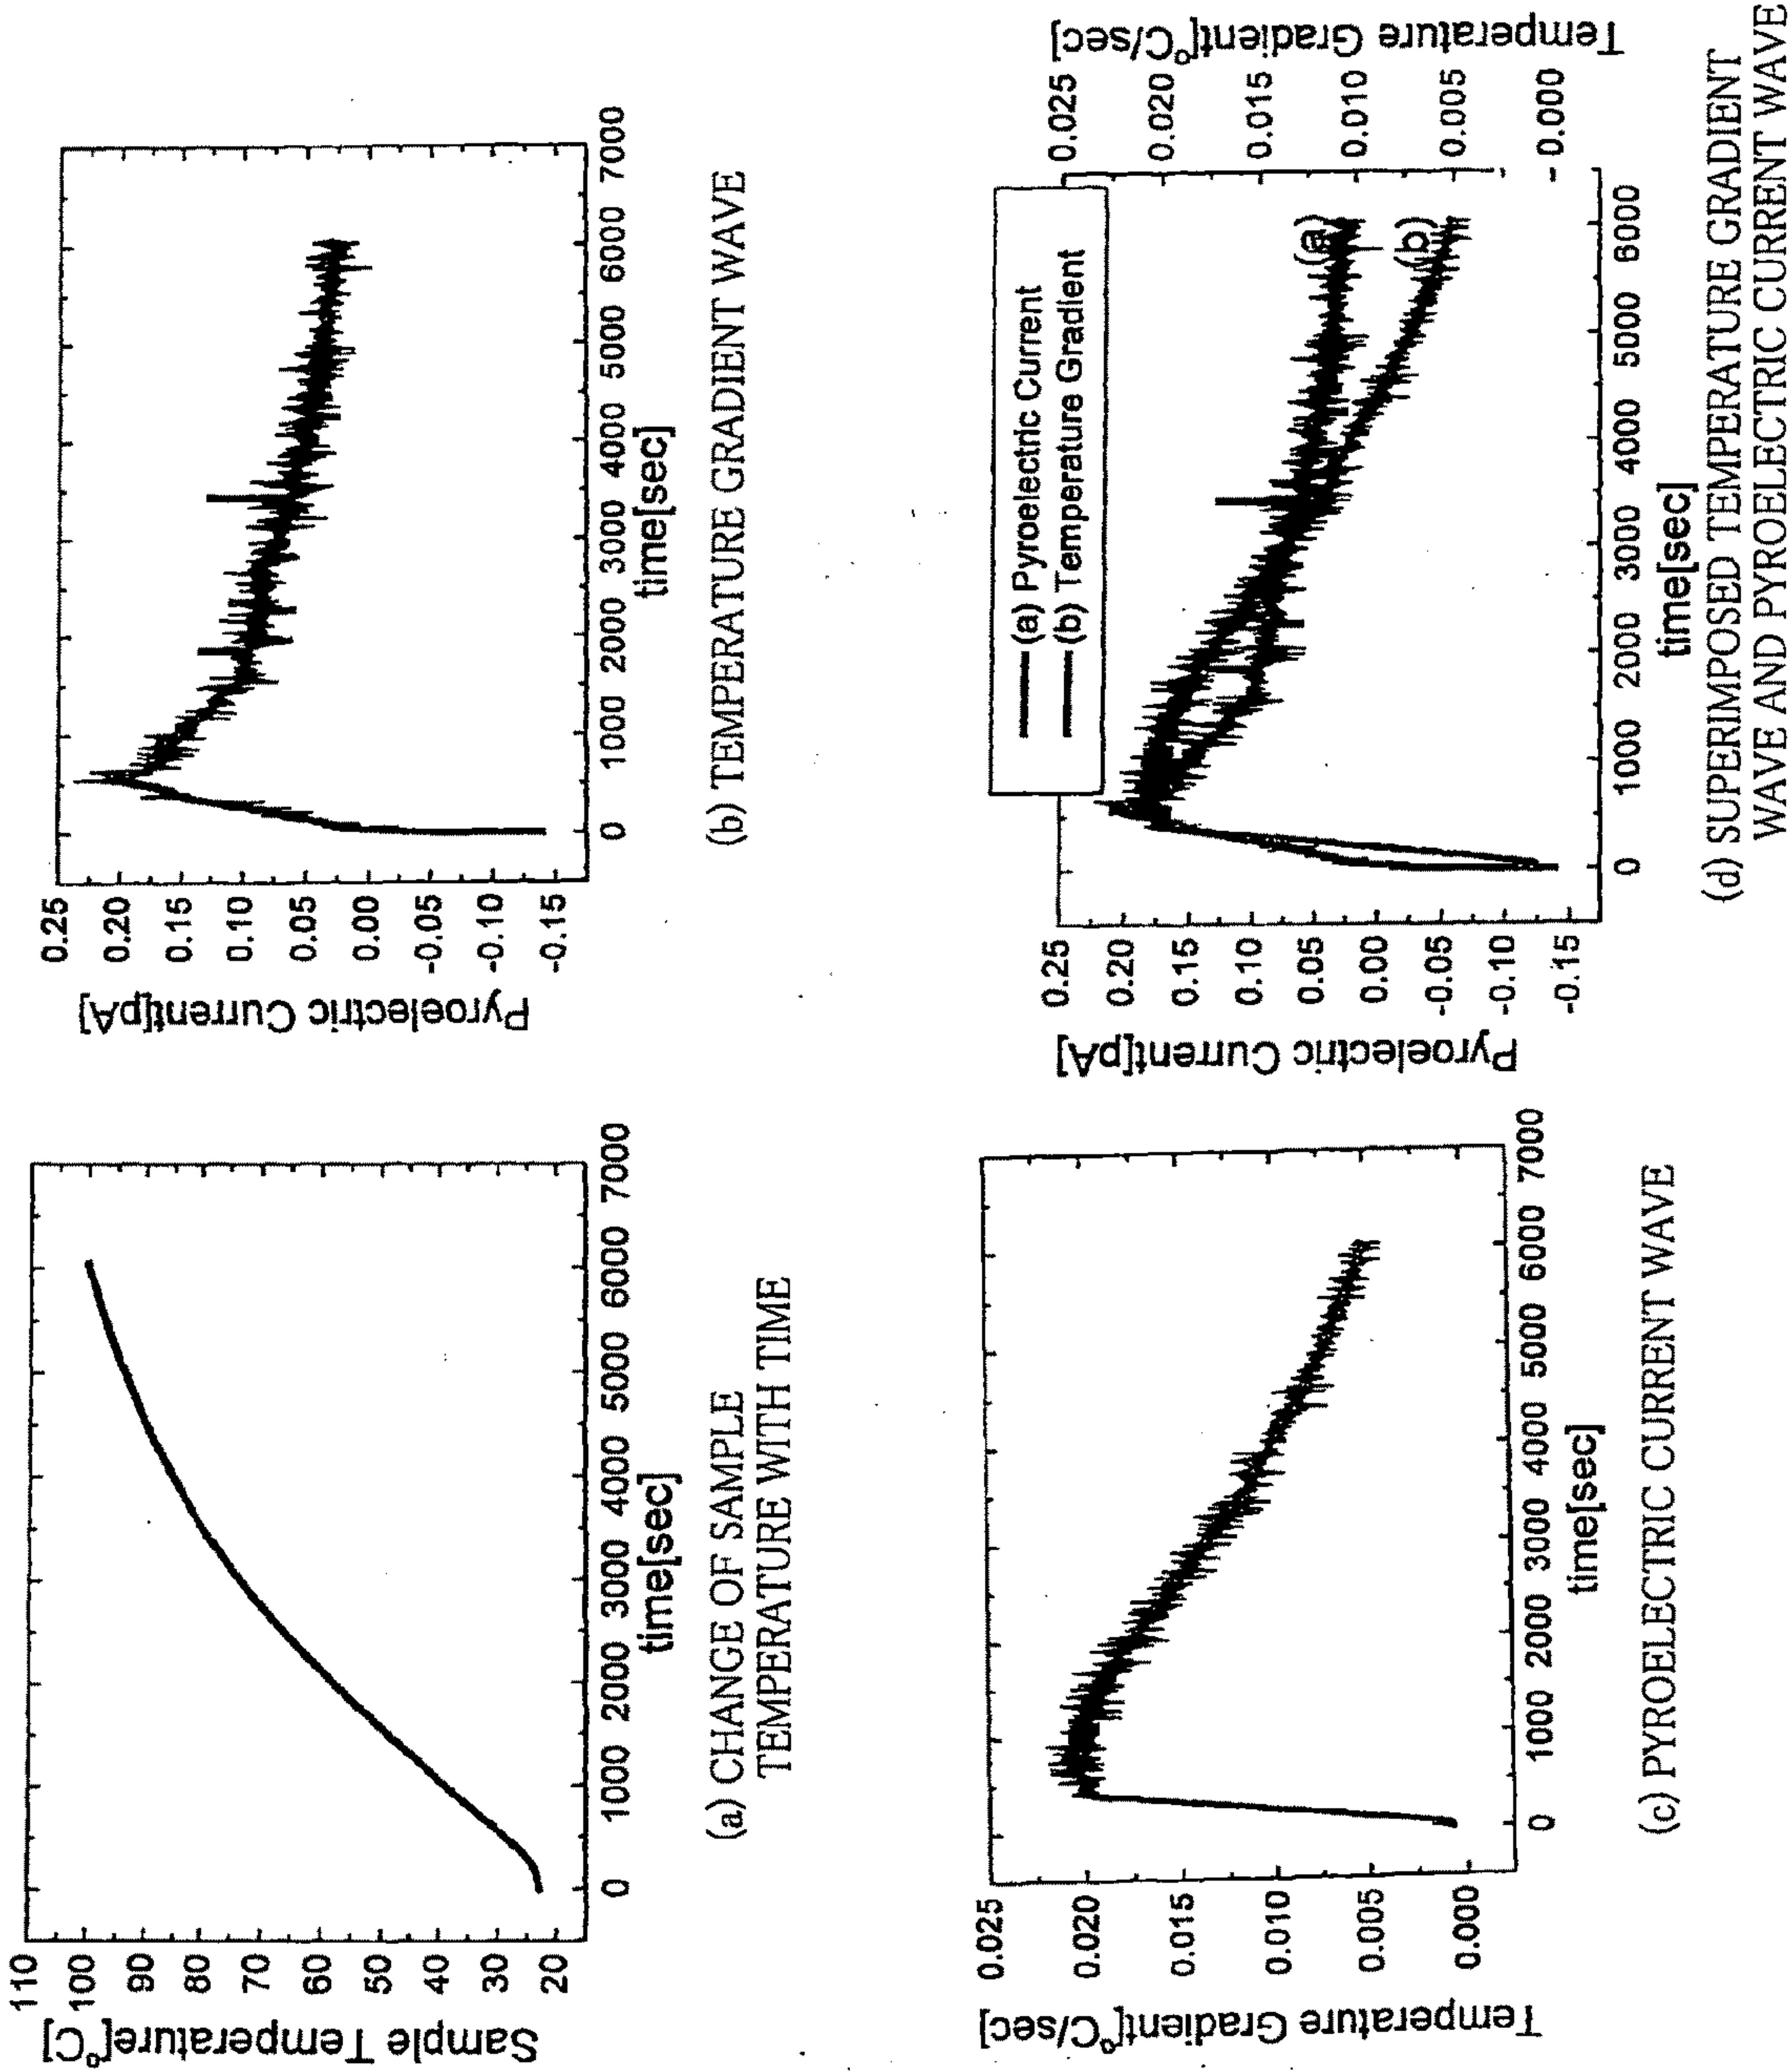 110
100
90
80
70
60
50
40
30
20
Sample Temperature[°C]
0 1000 2000 3000 4000 5000 6000 7000
time[sec]
(a) CHANGE OF SAMPLE
TEMPERATURE WITH TIME
0.25
0.20
0.15
0.10
0.05
0.00
-0.05
-0.10
-0.15
Pyroelectric Current[pA]
0 1000 2000 3000 4000 5000 6000 7000
time[sec]
(b) TEMPERATURE GRADIENT WAVE
0.025
0.020
0.015
0.010
0.005
0.000
Temperature Gradient[°C/sec]
0 1000 2000 3000 4000 5000 6000 7000
time[sec]
(c) PYROELECTRIC CURRENT WAVE
0.25
0.20
0.15
0.10
0.05
0.00
-0.05
-0.10
-0.15
Pyroelectric Current[pA]
(a) Pyroelectric Current
(b) Temperature Gradient
(a)
(b)
0.025
0.020
0.015
0.010
0.005
0.000
Temperature Gradient[°C/sec]
0 1000 2000 3000 4000 5000 6000
time[sec]
(d) SUPERIMPOSED TEMPERATURE GRADIENT
WAVE AND PYROELECTRIC CURRENT WAVE